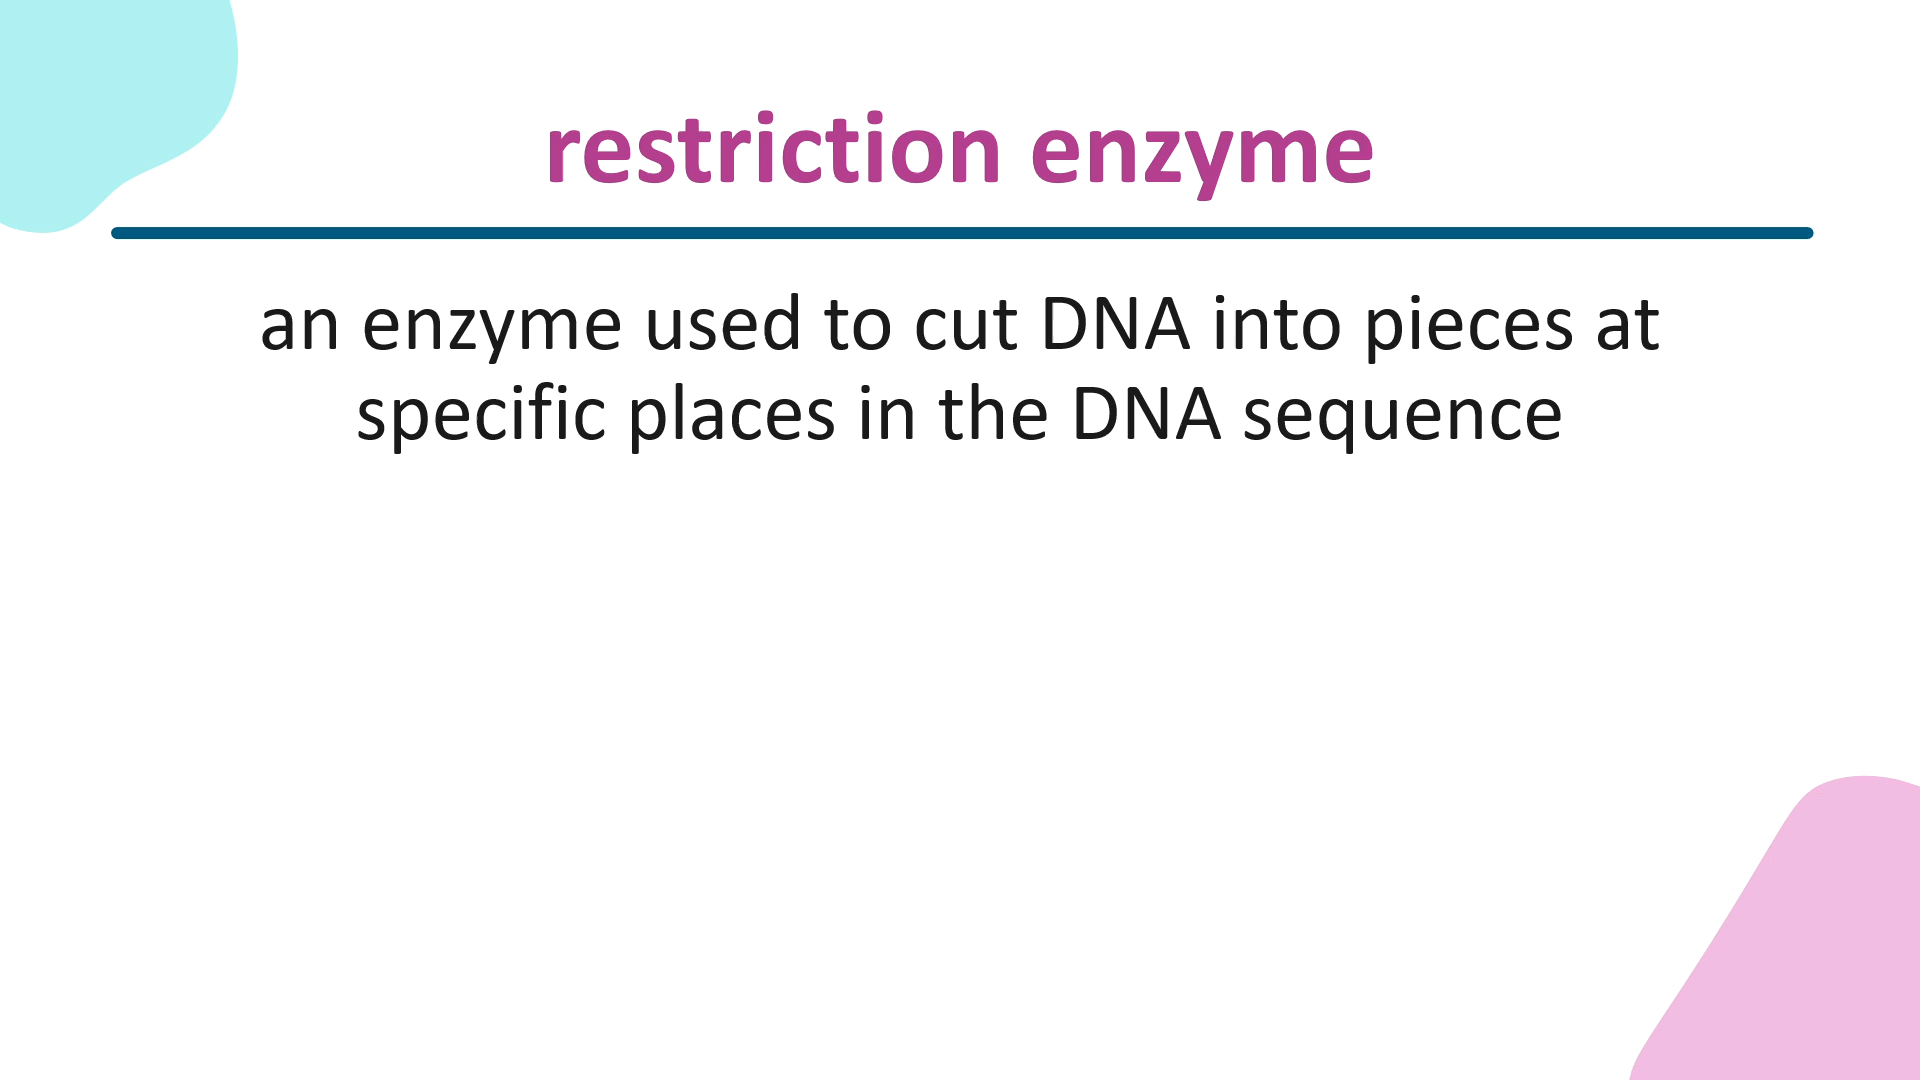 restriction enzyme
an enzyme used to cut DNA into pieces at
specific places in the DNA sequence